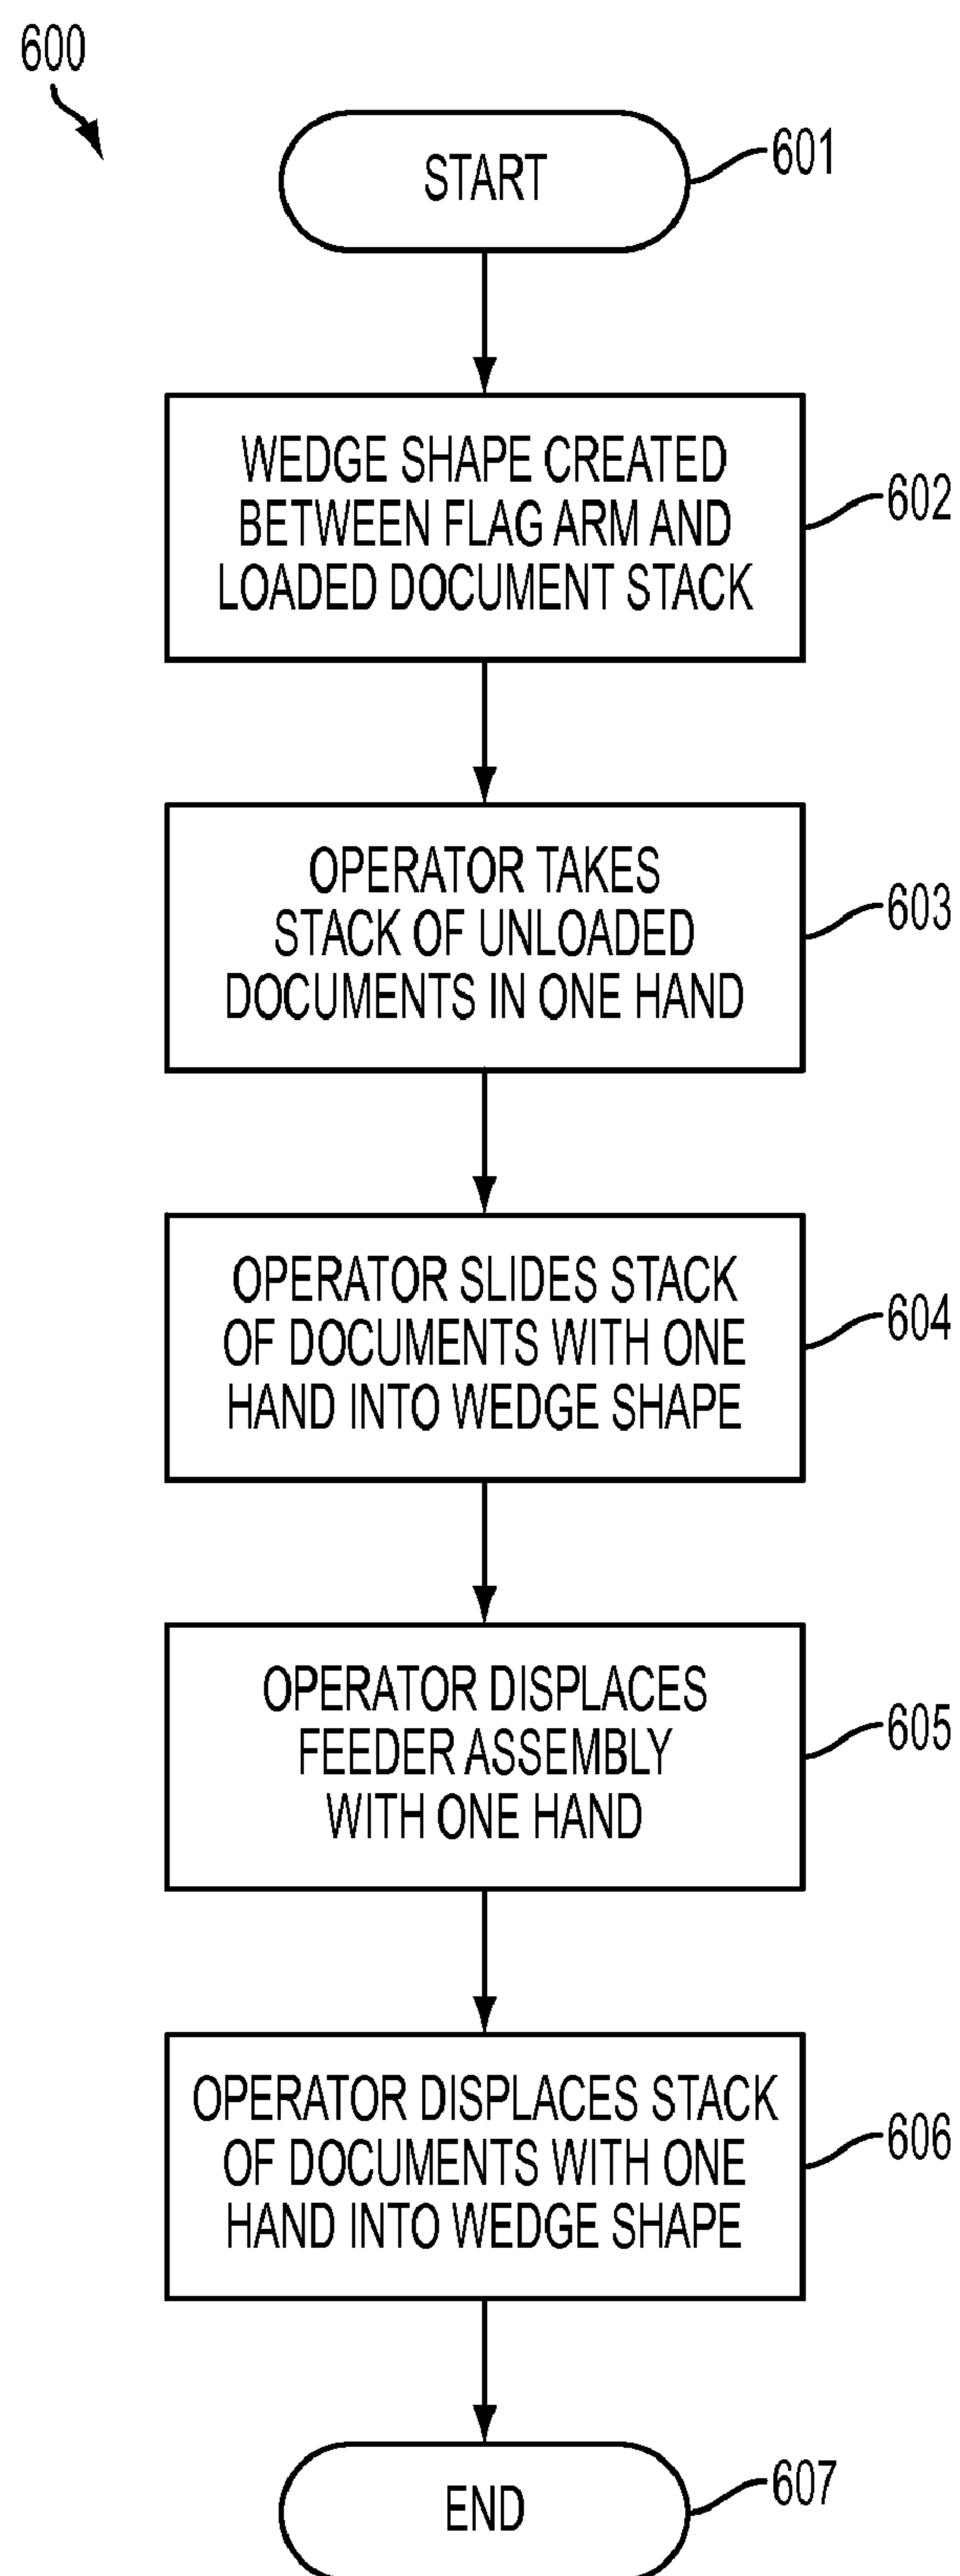 600
START
601
WEDGE SHAPE CREATED
BETWEEN FLAG ARM AND
LOADED DOCUMENT STACK
602
OPERATOR TAKES
STACK OF UNLOADED
DOCUMENTS IN ONE HAND
603
OPERATOR SLIDES STACK
OF DOCUMENTS WITH ONE
HAND INTO WEDGE SHAPE
604
OPERATOR DISPLACES
FEEDER ASSEMBLY
WITH ONE HAND
605
OPERATOR DISPLACES STACK
OF DOCUMENTS WITH ONE
HAND INTO WEDGE SHAPE
606
END
607